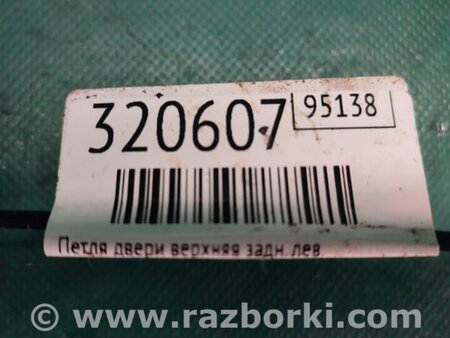 320607 95138
Петля двери верхняя задн. лев.
© www.razborki.com